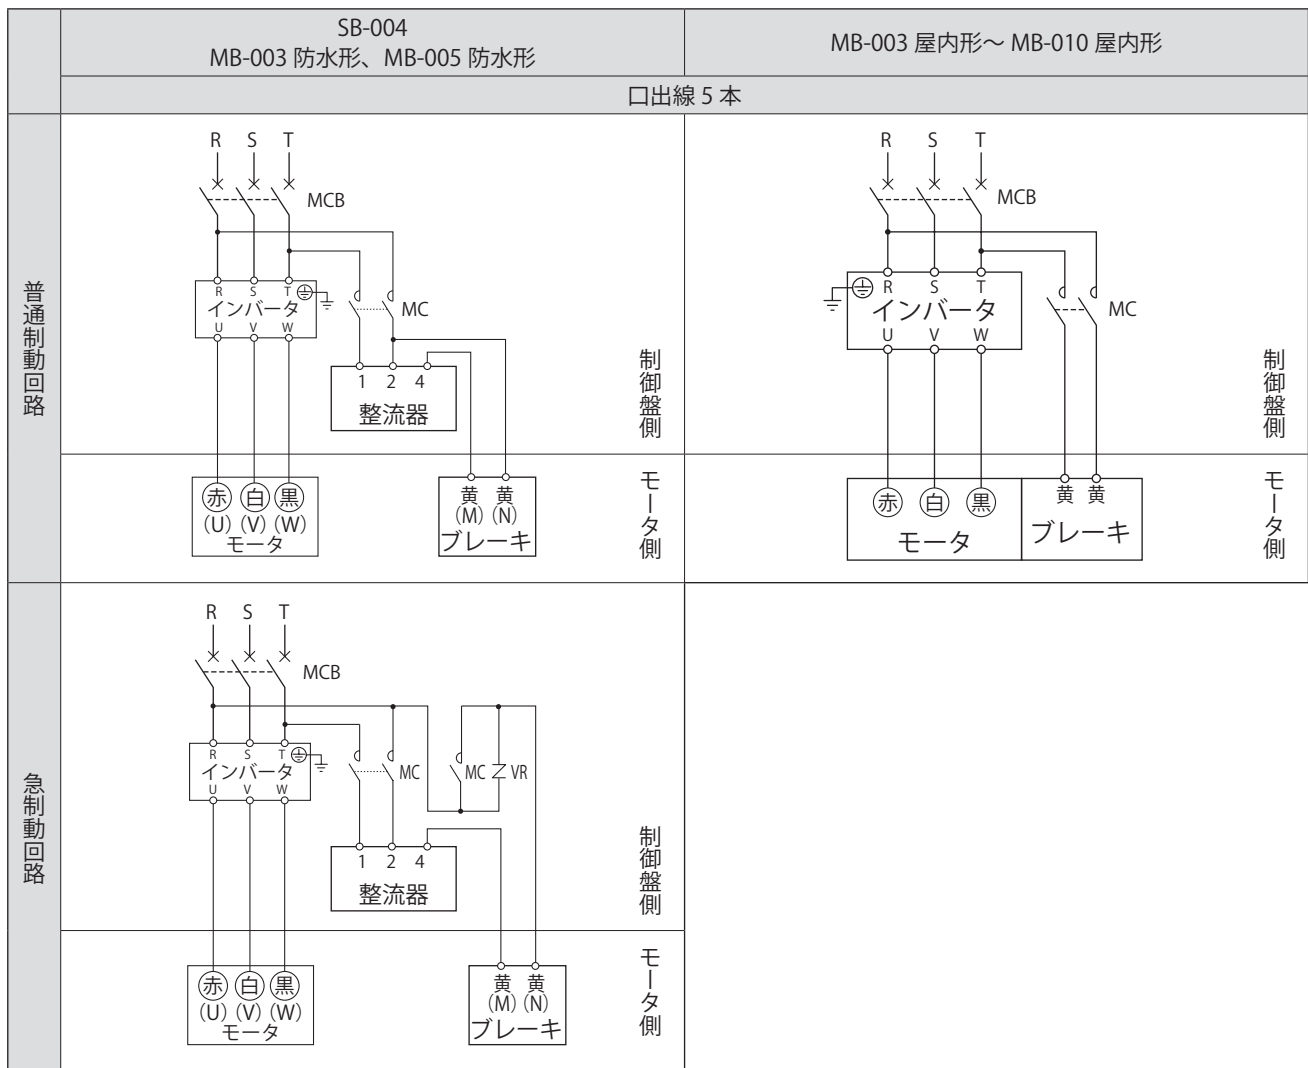 SB-004
MB-003 防水形、MB-005 防水形
MB-003 屋内形～ MB-010 屋内形
口出線 5 本
普通制動回路
R S T
MCB
R S T
インバータ
U V W
MC
1 2 4
整流器
制御盤側
赤 白 黒
(U) (V) (W)
モータ
黄 黄
(M) (N)
ブレーキ
モータ側
R S T
MCB
R S T
インバータ
U V W
MC
制御盤側
赤 白 黒
モータ
黄 黄
ブレーキ
モータ側
急制動回路
R S T
MCB
R S T
インバータ
U V W
MC
MC
VR
1 2 4
整流器
制御盤側
赤 白 黒
(U) (V) (W)
モータ
黄 黄
(M) (N)
ブレーキ
モータ側